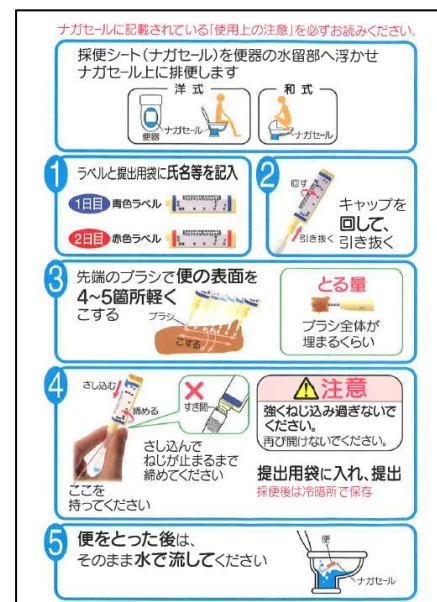 ナガセールに記載されている「使用上の注意」を必ずお読みください。
採便シート(ナガセール)を便器の水留部へ浮かせ
ナガセール上に排便します
洋式
便器
ナガセール
和式
ナガセール
1
ラベルと提出用袋に氏名等を記入
1日目 青色ラベル
2日目 赤色ラベル
2
回す
引き抜く
キャップを
回して、
引き抜く
3
先端のブラシで便の表面を
4~5箇所軽く
こする
ブラシ
こする
とる量
ブラシ全体が
埋まるくらい
4
さし込む
締める
ここを
持ってください
すき間
さし込んで
ねじが止まるまで
締めてください
注意
強くねじ込み過ぎないで
ください。
再び開けないでください。
提出用袋に入れ、提出
採便後は冷暗所で保存
5
便をとった後は、
そのまま水で流してください
便
ナガセール